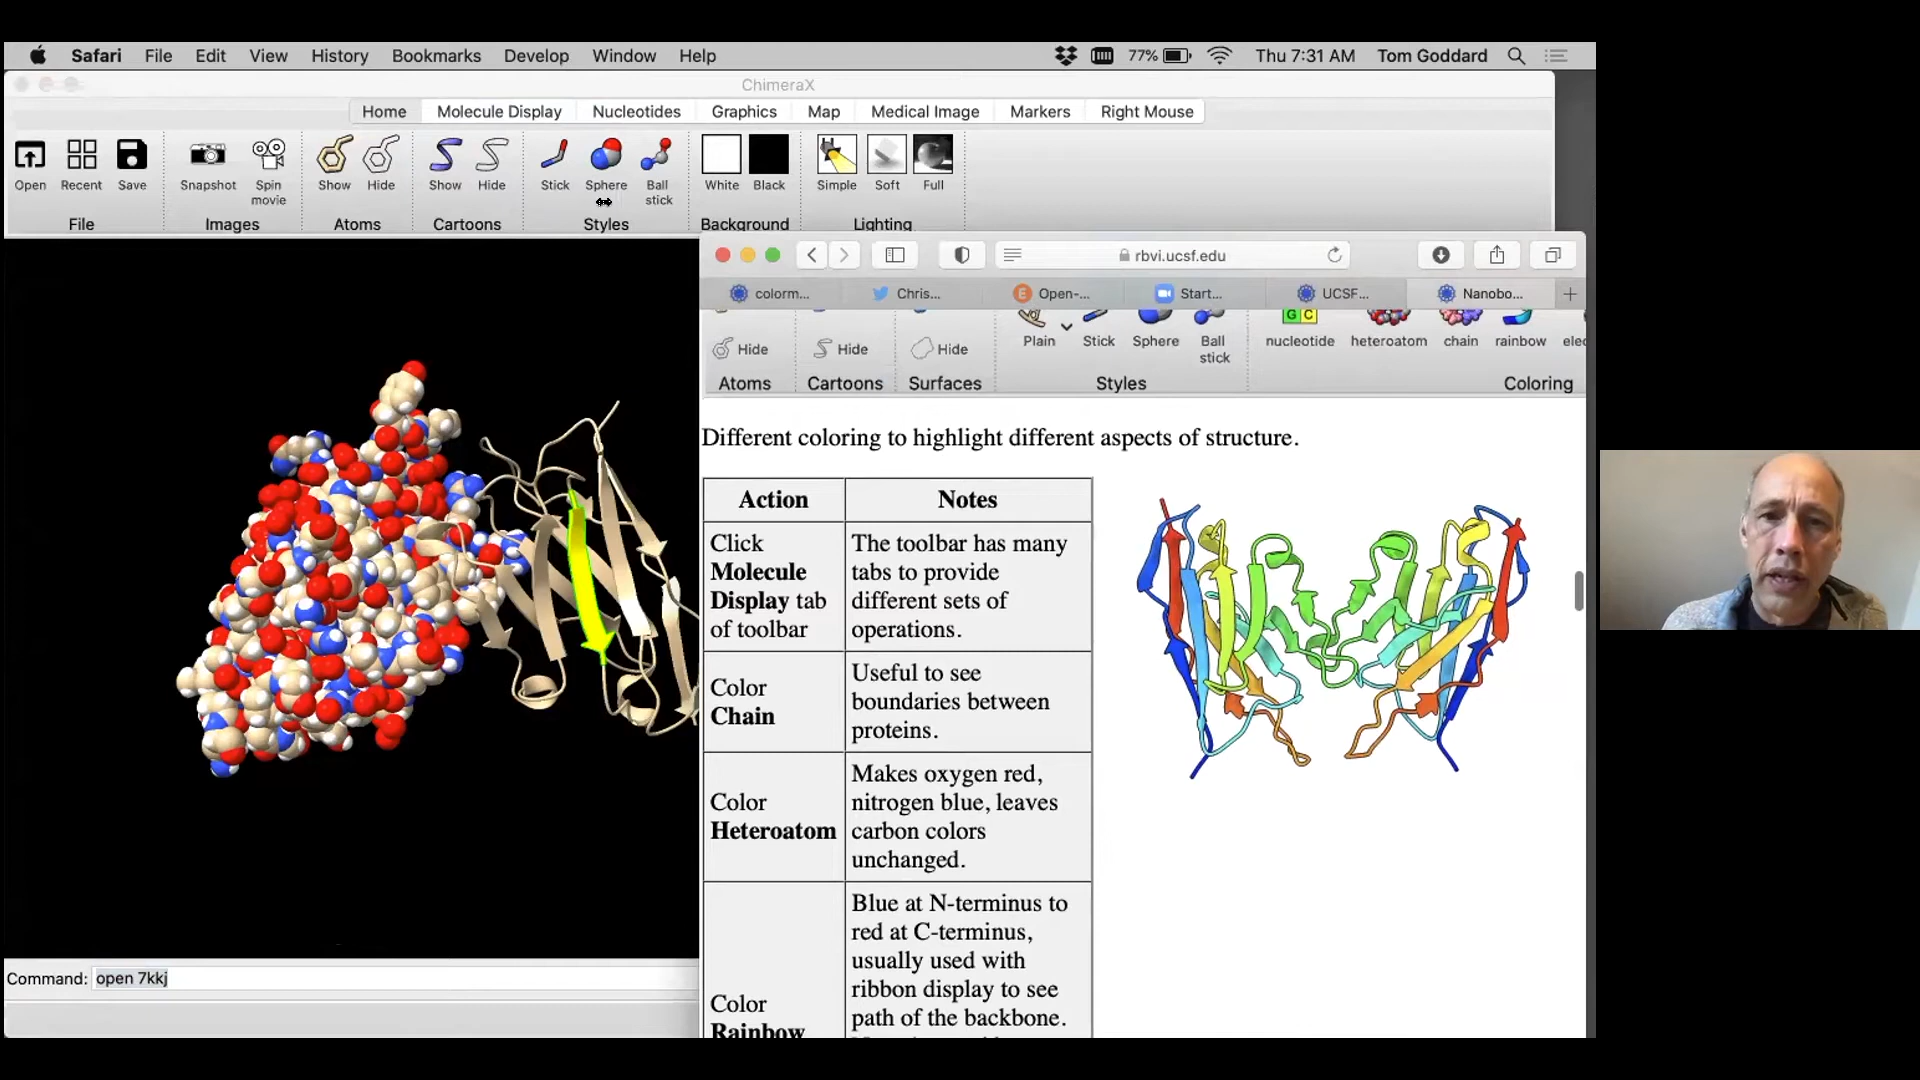 Safari File Edit View History Bookmarks Develop Window Help 77% Thu 7:31 AM Tom Goddard
ChimeraX
Home Molecule Display Nucleotides Graphics Map Medical Image Markers Right Mouse
Open Recent Save Snapshot Spin movie Show Hide Show Hide Stick Sphere Ball stick White Black Simple Soft Full
File Images Atoms Cartoons Styles Background Lighting
rbvi.ucsf.edu
colorm... Chris... Open-... Start... UCSF... Nanobo...
G C
Plain Stick Sphere Ball stick nucleotide heteroatom chain rainbow elec
Hide Hide Hide
Atoms Cartoons Surfaces Styles Coloring
Different coloring to highlight different aspects of structure.
Action Notes
Click
Molecule
Display tab
of toolbar
The toolbar has many
tabs to provide
different sets of
operations.
Color
Chain
Useful to see
boundaries between
proteins.
Color
Heteroatom
Makes oxygen red,
nitrogen blue, leaves
carbon colors
unchanged.
Color
Rainbow
Blue at N-terminus to
red at C-terminus,
usually used with
ribbon display to see
path of the backbone.
Command: open 7kkj